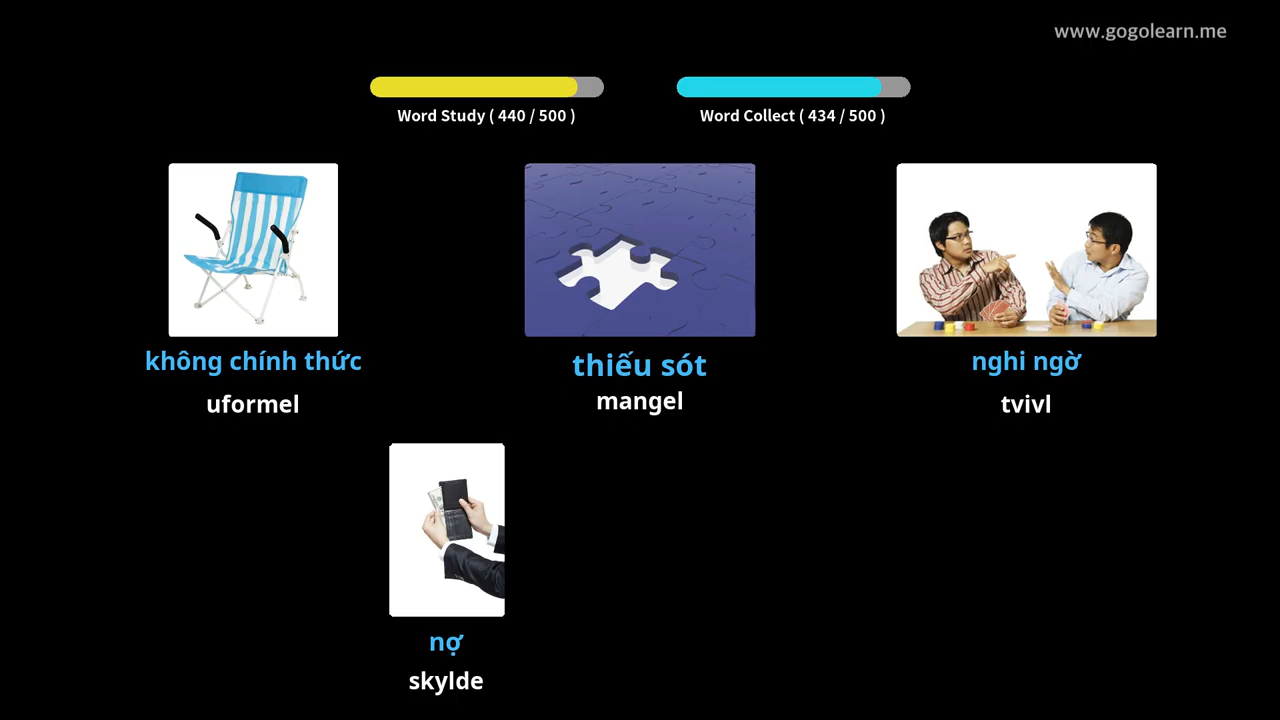 www.gogolearn.me
Word Study ( 440 / 500 )
Word Collect ( 434 / 500 )
không chính thức
uformel
thiếu sót
mangel
nghi ngờ
tvivl
nợ
skylde